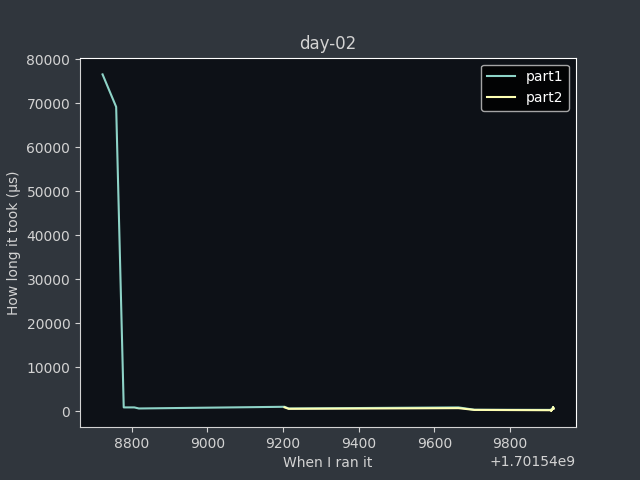 day-02
part1
part2
How long it took (μs)
80000
70000
60000
50000
40000
30000
20000
10000
0
8800 9000 9200 9400 9600 9800
When I ran it
+1.70154e9